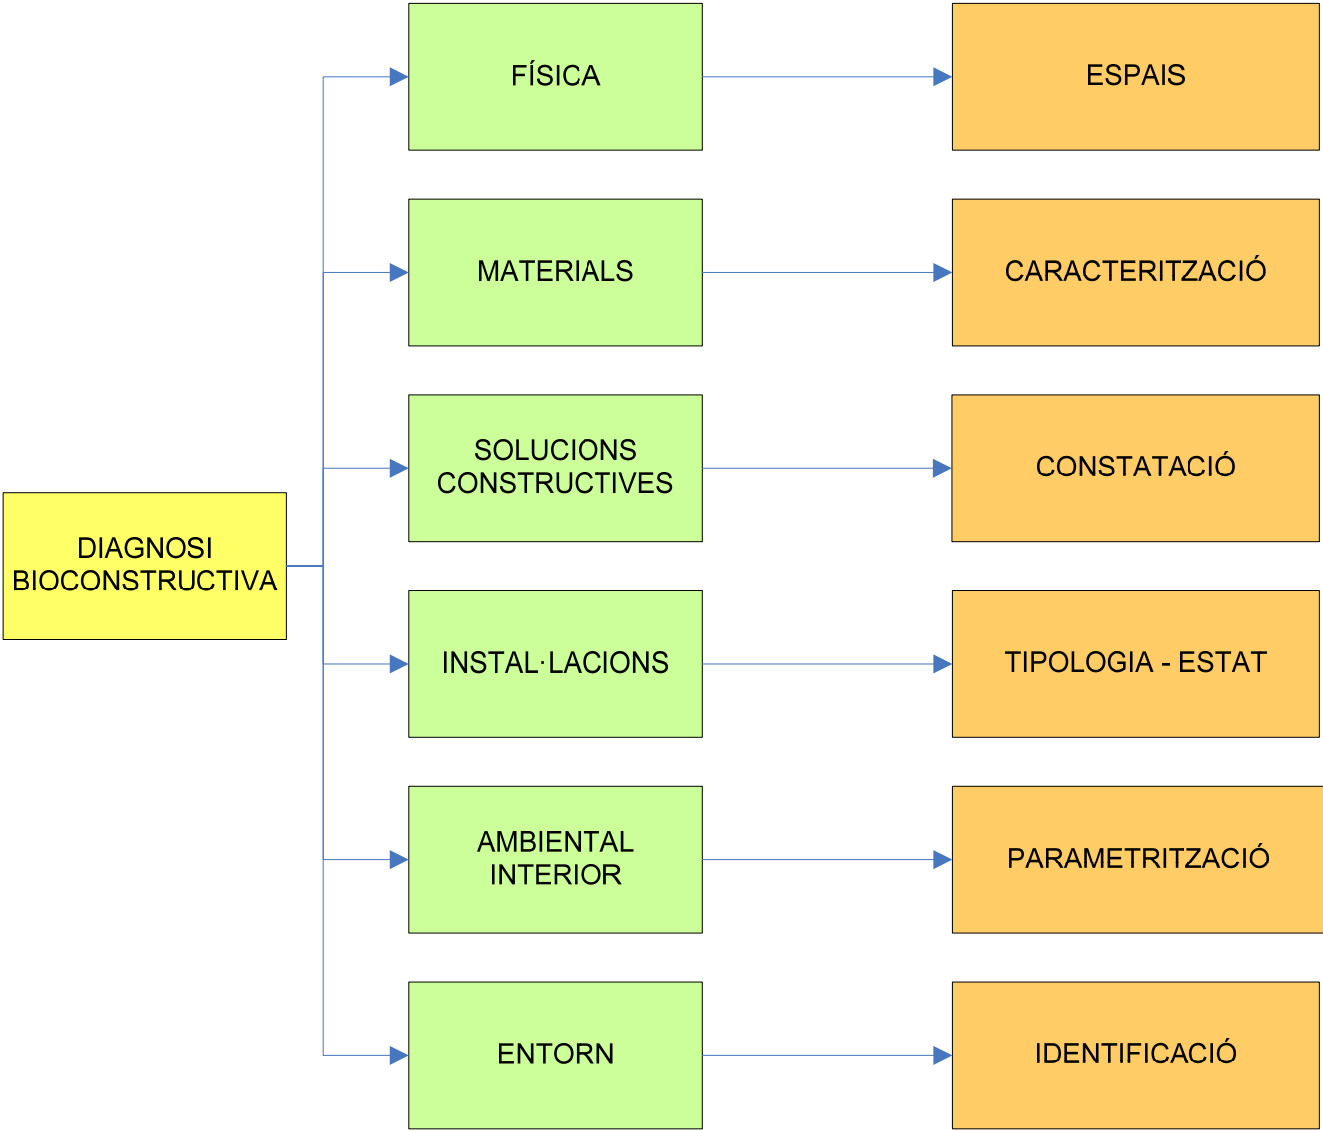 FÍSICA
ESPAIS
MATERIALS
CARACTERITZACIÓ
SOLUCIONS
CONSTRUCTIVES
CONSTATACIÓ
DIAGNOSI
BIOCONSTRUCTIVA
INSTAL·LACIONS
TIPOLOGIA - ESTAT
AMBIENTAL
INTERIOR
PARAMETRITZACIÓ
ENTORN
IDENTIFICACIÓ